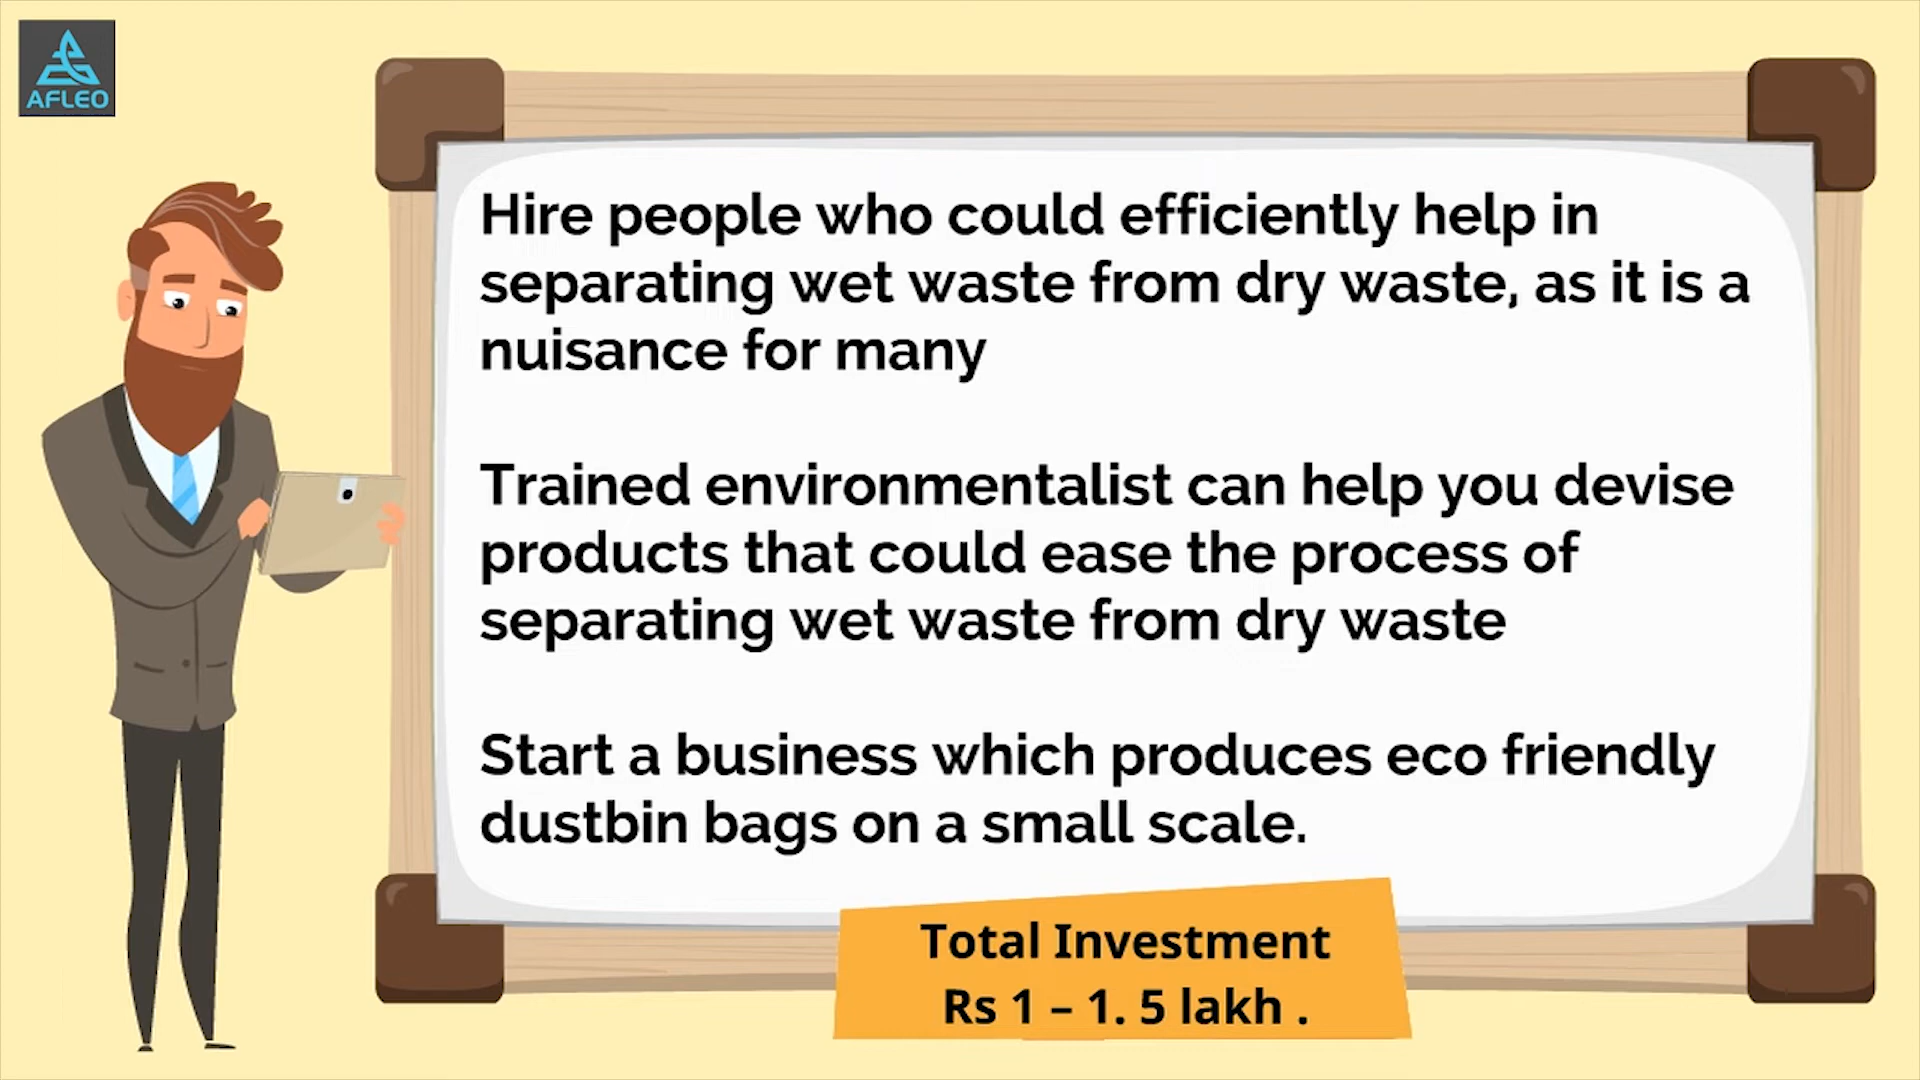 AFLEO
Hire people who could efficiently help in
separating wet waste from dry waste, as it is a
nuisance for many
Trained environmentalist can help you devise
products that could ease the process of
separating wet waste from dry waste
Start a business which produces eco friendly
dustbin bags on a small scale.
Total Investment
Rs 1 – 1. 5 lakh .